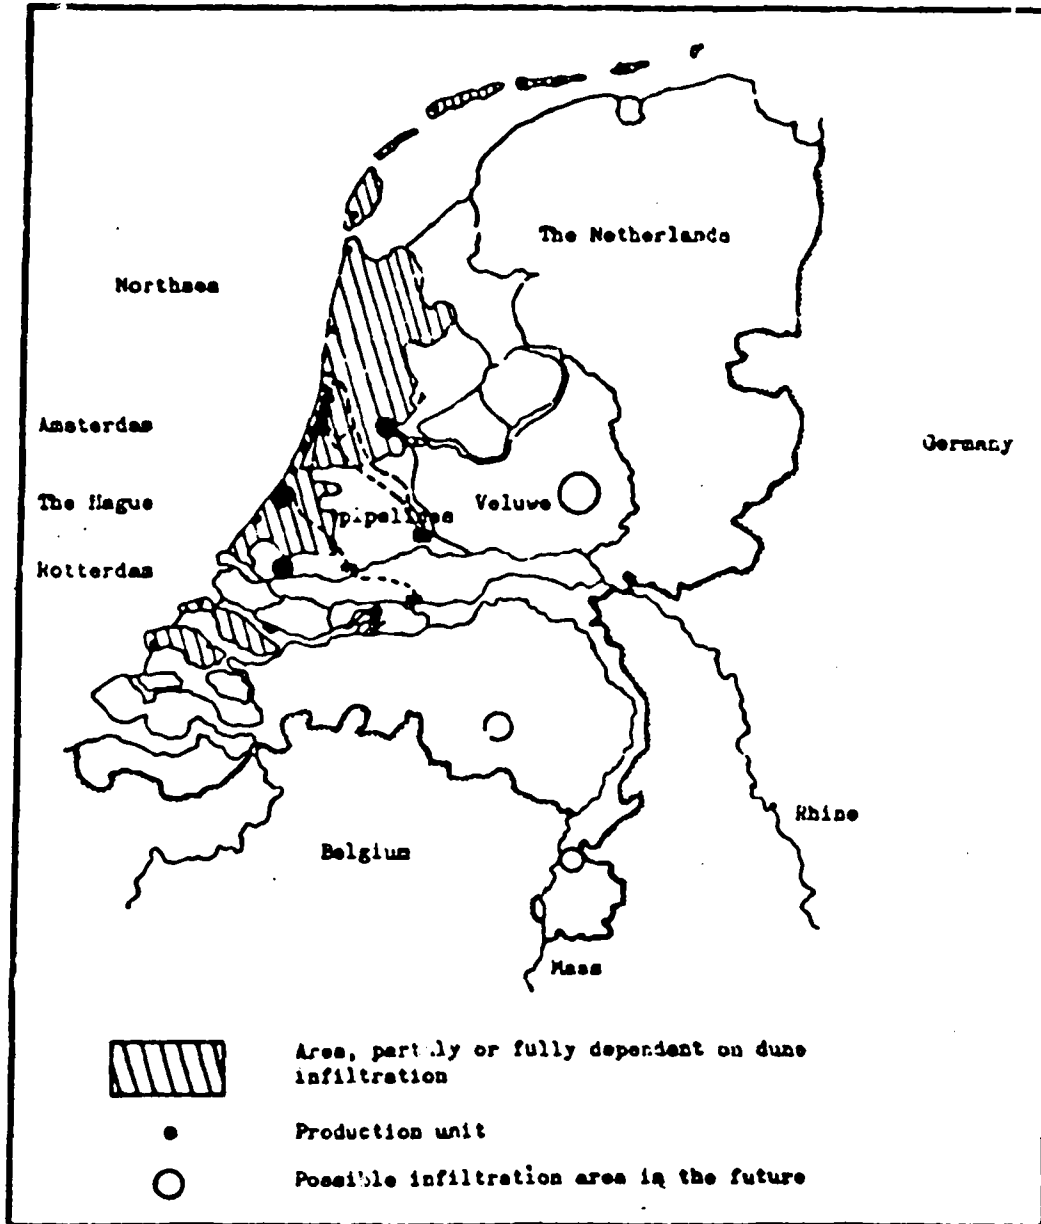 The Netherlands
Northsea
Amsterdam
Germany
The Hague
pipelines
Veluwe
Rotterdam
Rhine
Belgium
Maas
Area, partly or fully dependent on dune
infiltration
Production unit
Possible infiltration area in the future